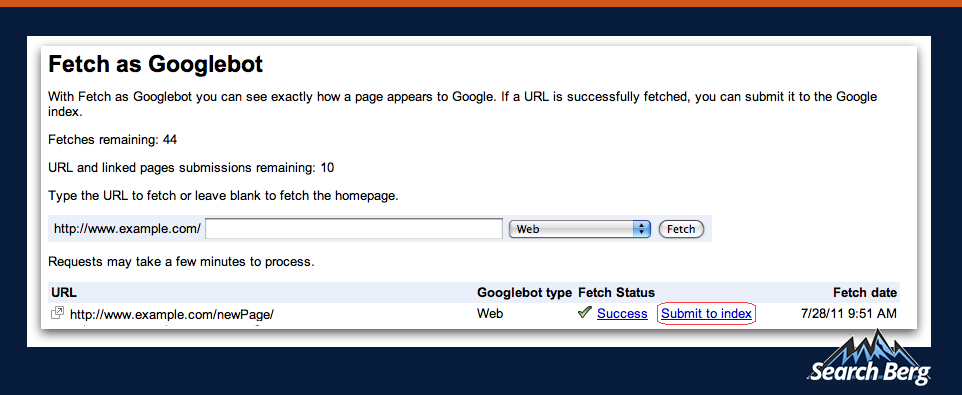 Fetch as Googlebot
With Fetch as Googlebot you can see exactly how a page appears to Google. If a URL is successfully fetched, you can submit it to the Google
index.
Fetches remaining: 44
URL and linked pages submissions remaining: 10
Type the URL to fetch or leave blank to fetch the homepage.
http://www.example.com/ Web Fetch
Requests may take a few minutes to process.
URL Googlebot type Fetch Status Fetch date
http://www.example.com/newPage/ Web Success Submit to index 7/28/11 9:51 AM
Search Berg